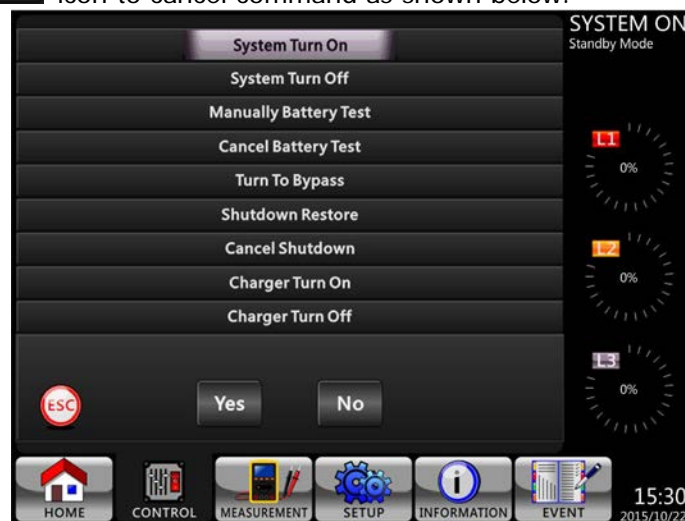 icon to cancel command as shown below:
SYSTEM ON
Standby Mode
System Turn On
System Turn Off
Manually Battery Test
Cancel Battery Test
Turn To Bypass
Shutdown Restore
Cancel Shutdown
Charger Turn On
Charger Turn Off
L1
0%
L2
0%
L3
0%
ESC
Yes
No
HOME
CONTROL
MEASUREMENT
SETUP
INFORMATION
EVENT
15:30
2015/10/22